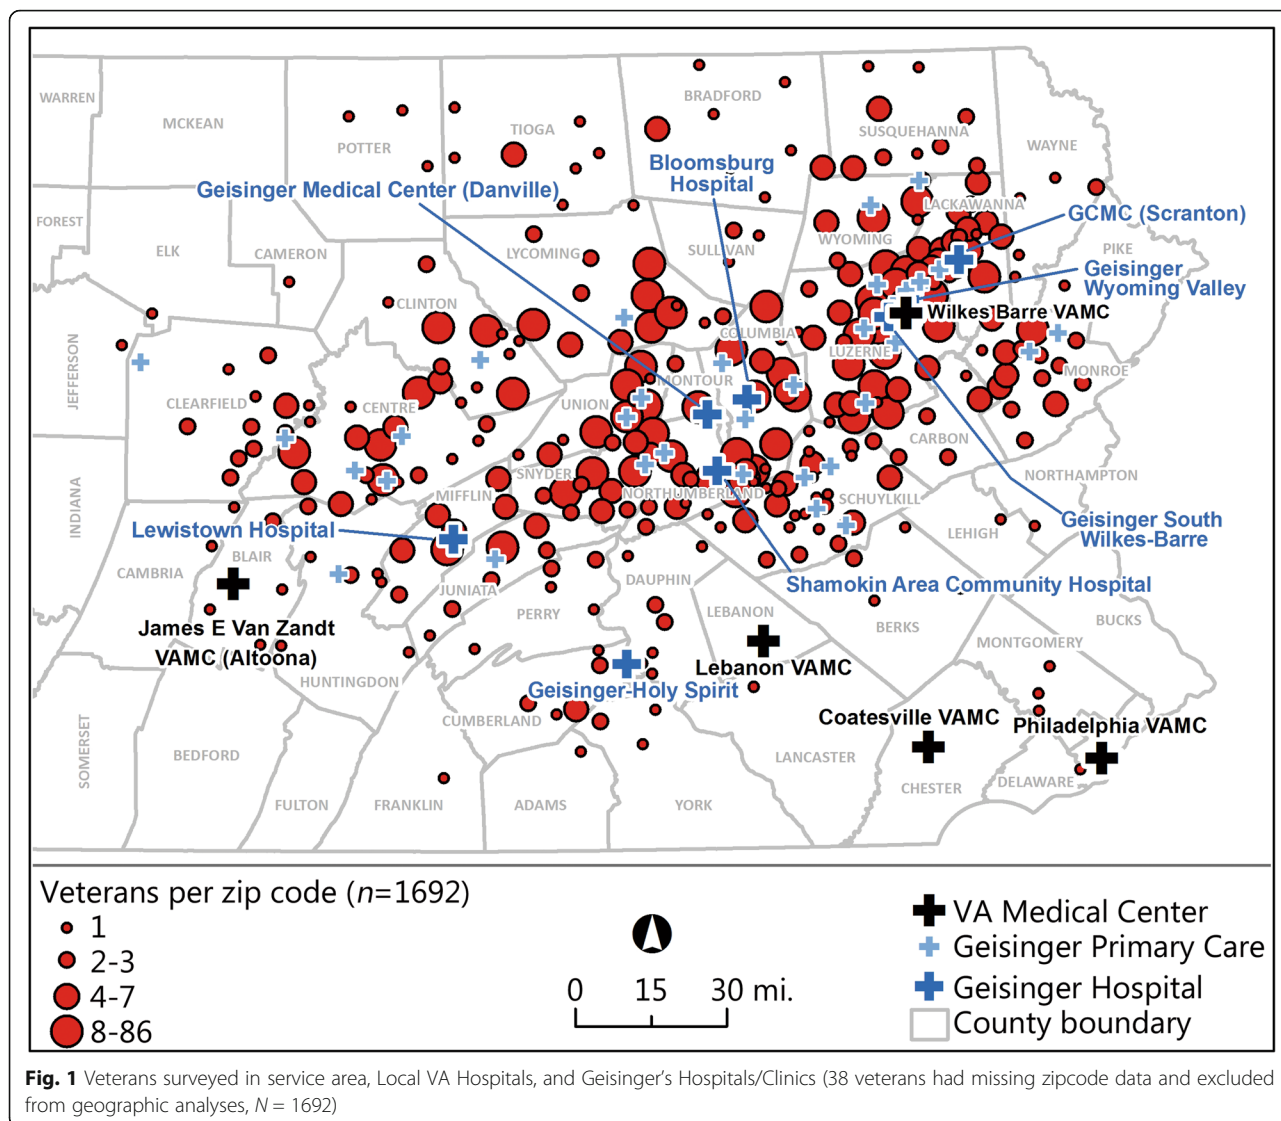 WARREN
MCKEAN
POTTER
TIOGA
BRADFORD
SUSQUEHANNA
WAYNE
Bloomsburg
Hospital
Geisinger Medical Center (Danville)
LACKAWANNA
GCMC (Scranton)
FOREST
ELK
CAMERON
LYCOMING
SULLIVAN
WYOMING
PIKE
Geisinger
Wyoming Valley
CLINTON
Wilkes Barre VAMC
COLUMBIA
LUZERNE
JEFFERSON
MONROE
CLEARFIELD
CENTRE
UNION
MONTOUR
CARBON
SNYDER
NORTHUMBERLAND
NORTHAMPTON
INDIANA
MIFFLIN
SCHUYLKILL
Lewistown Hospital
LEHIGH
Geisinger South
Wilkes-Barre
BLAIR
CAMBRIA
JUNIATA
DAUPHIN
Shamokin Area Community Hospital
PERRY
LEBANON
BERKS
BUCKS
James E Van Zandt
VAMC (Altoona)
MONTGOMERY
Lebanon VAMC
HUNTINGDON
Geisinger-Holy Spirit
CUMBERLAND
Coatesville VAMC
Philadelphia VAMC
SOMERSET
BEDFORD
LANCASTER
DELAWARE
CHESTER
FULTON
FRANKLIN
ADAMS
YORK
Veterans per zip code (n=1692)
1
2-3
4-7
8-86
0 15 30 mi.
VA Medical Center
Geisinger Primary Care
Geisinger Hospital
County boundary
Fig. 1 Veterans surveyed in service area, Local VA Hospitals, and Geisinger's Hospitals/Clinics (38 veterans had missing zipcode data and excluded
from geographic analyses, N = 1692)